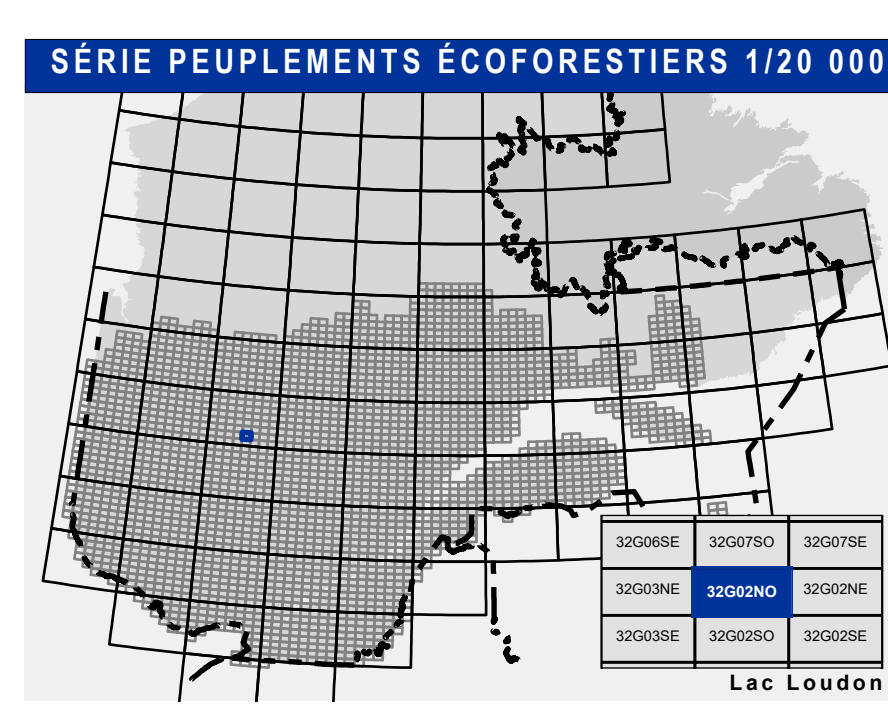 SÉRIE PEUPLEMENTS ÉCOFORESTIERS 1/20 000
32G06SE 32G07SO 32G07SE
32G03NE 32G02NO 32G02NE
32G03SE 32G02SO 32G02SE
Lac Loudon